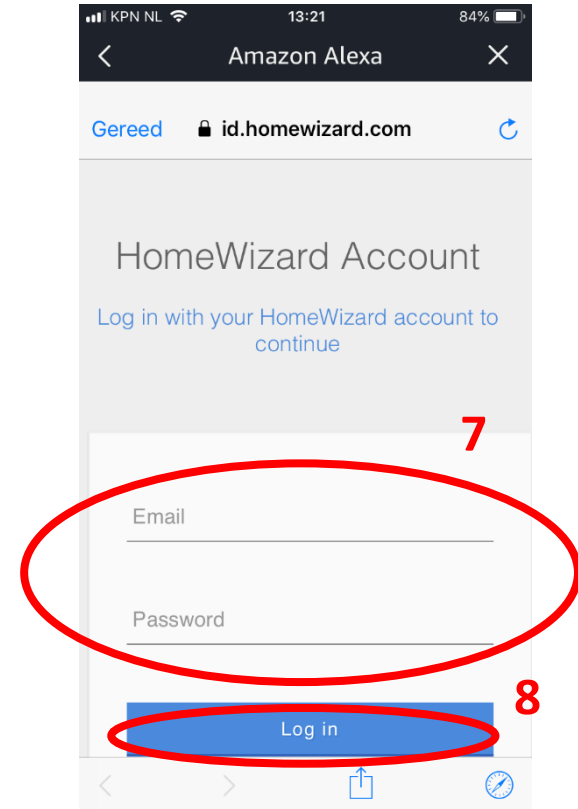 KPN NL 13:21 84%
Amazon Alexa
Gereed id.homewizard.com
HomeWizard Account
Log in with your HomeWizard account to
continue
7
Email
Password
8
Log in